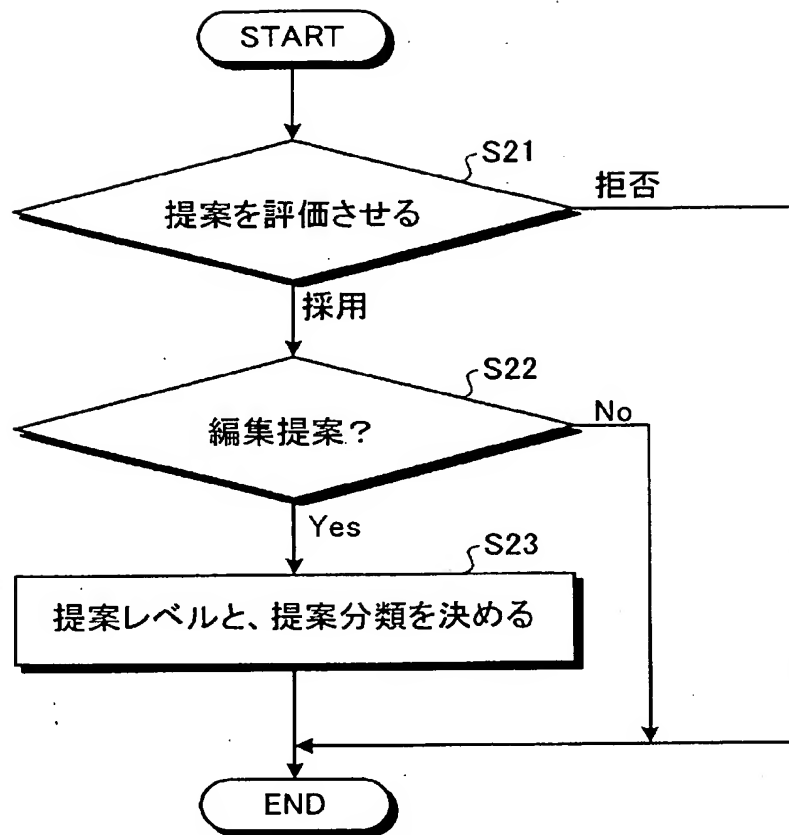 START
S21
提案を評価させる
拒否
採用
S22
編集提案?
No
Yes
S23
提案レベルと、提案分類を決める
END